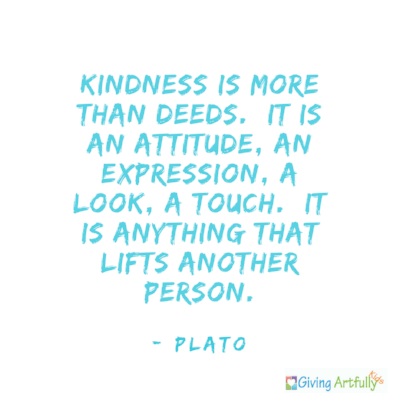 KINDNESS IS MORE
THAN DEEDS. IT IS
AN ATTITUDE, AN
EXPRESSION, A
LOOK, A TOUCH. IT
IS ANYTHING THAT
LIFTS ANOTHER
PERSON.
- PLATO
Giving Artfully Kids